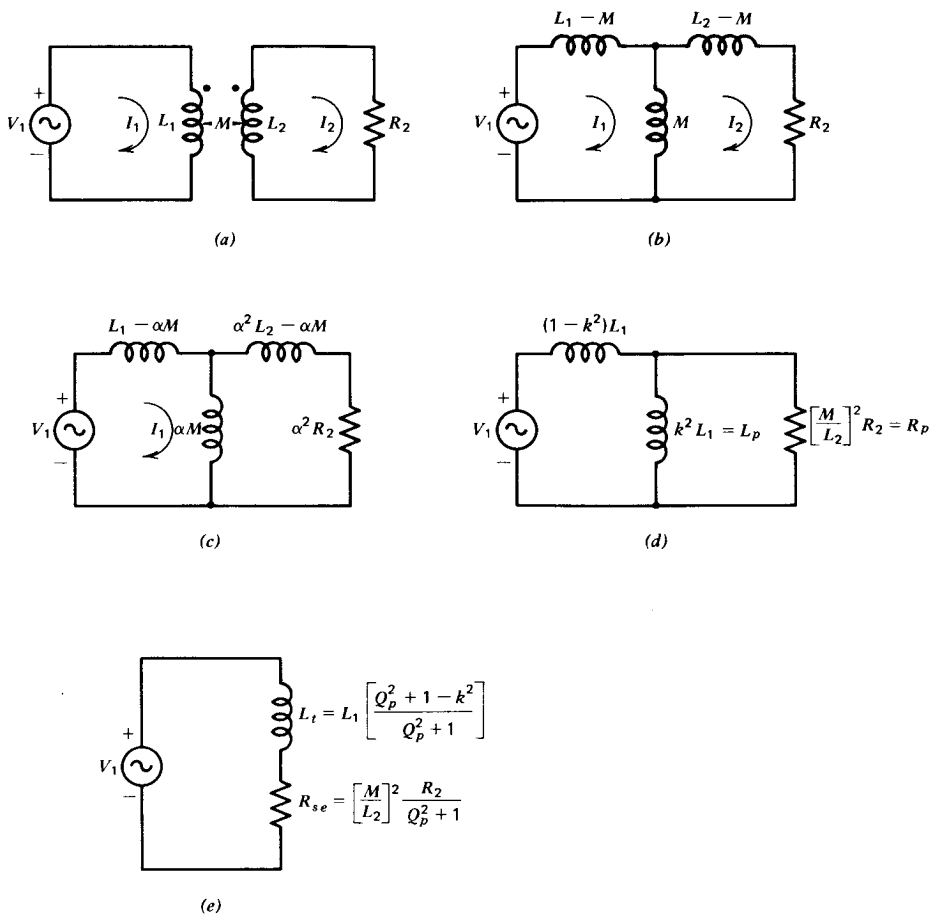 L₁ − M
L₂ − M
+
V₁
−
I₁
L₁
M
L₂
I₂
R₂
+
V₁
−
I₁
M
I₂
R₂
(a)
(b)
L₁ − αM
α²L₂ − αM
(1 − k²)L₁
+
V₁
−
I₁
αM
α²R₂
+
V₁
−
k²L₁ = Lₚ
[M/L₂]² R₂ = Rₚ
(c)
(d)
+
V₁
−
Lₜ = L₁ [(Qₚ² + 1 − k²)/(Qₚ² + 1)]
Rₛₑ = [M/L₂]² R₂/(Qₚ² + 1)
(e)